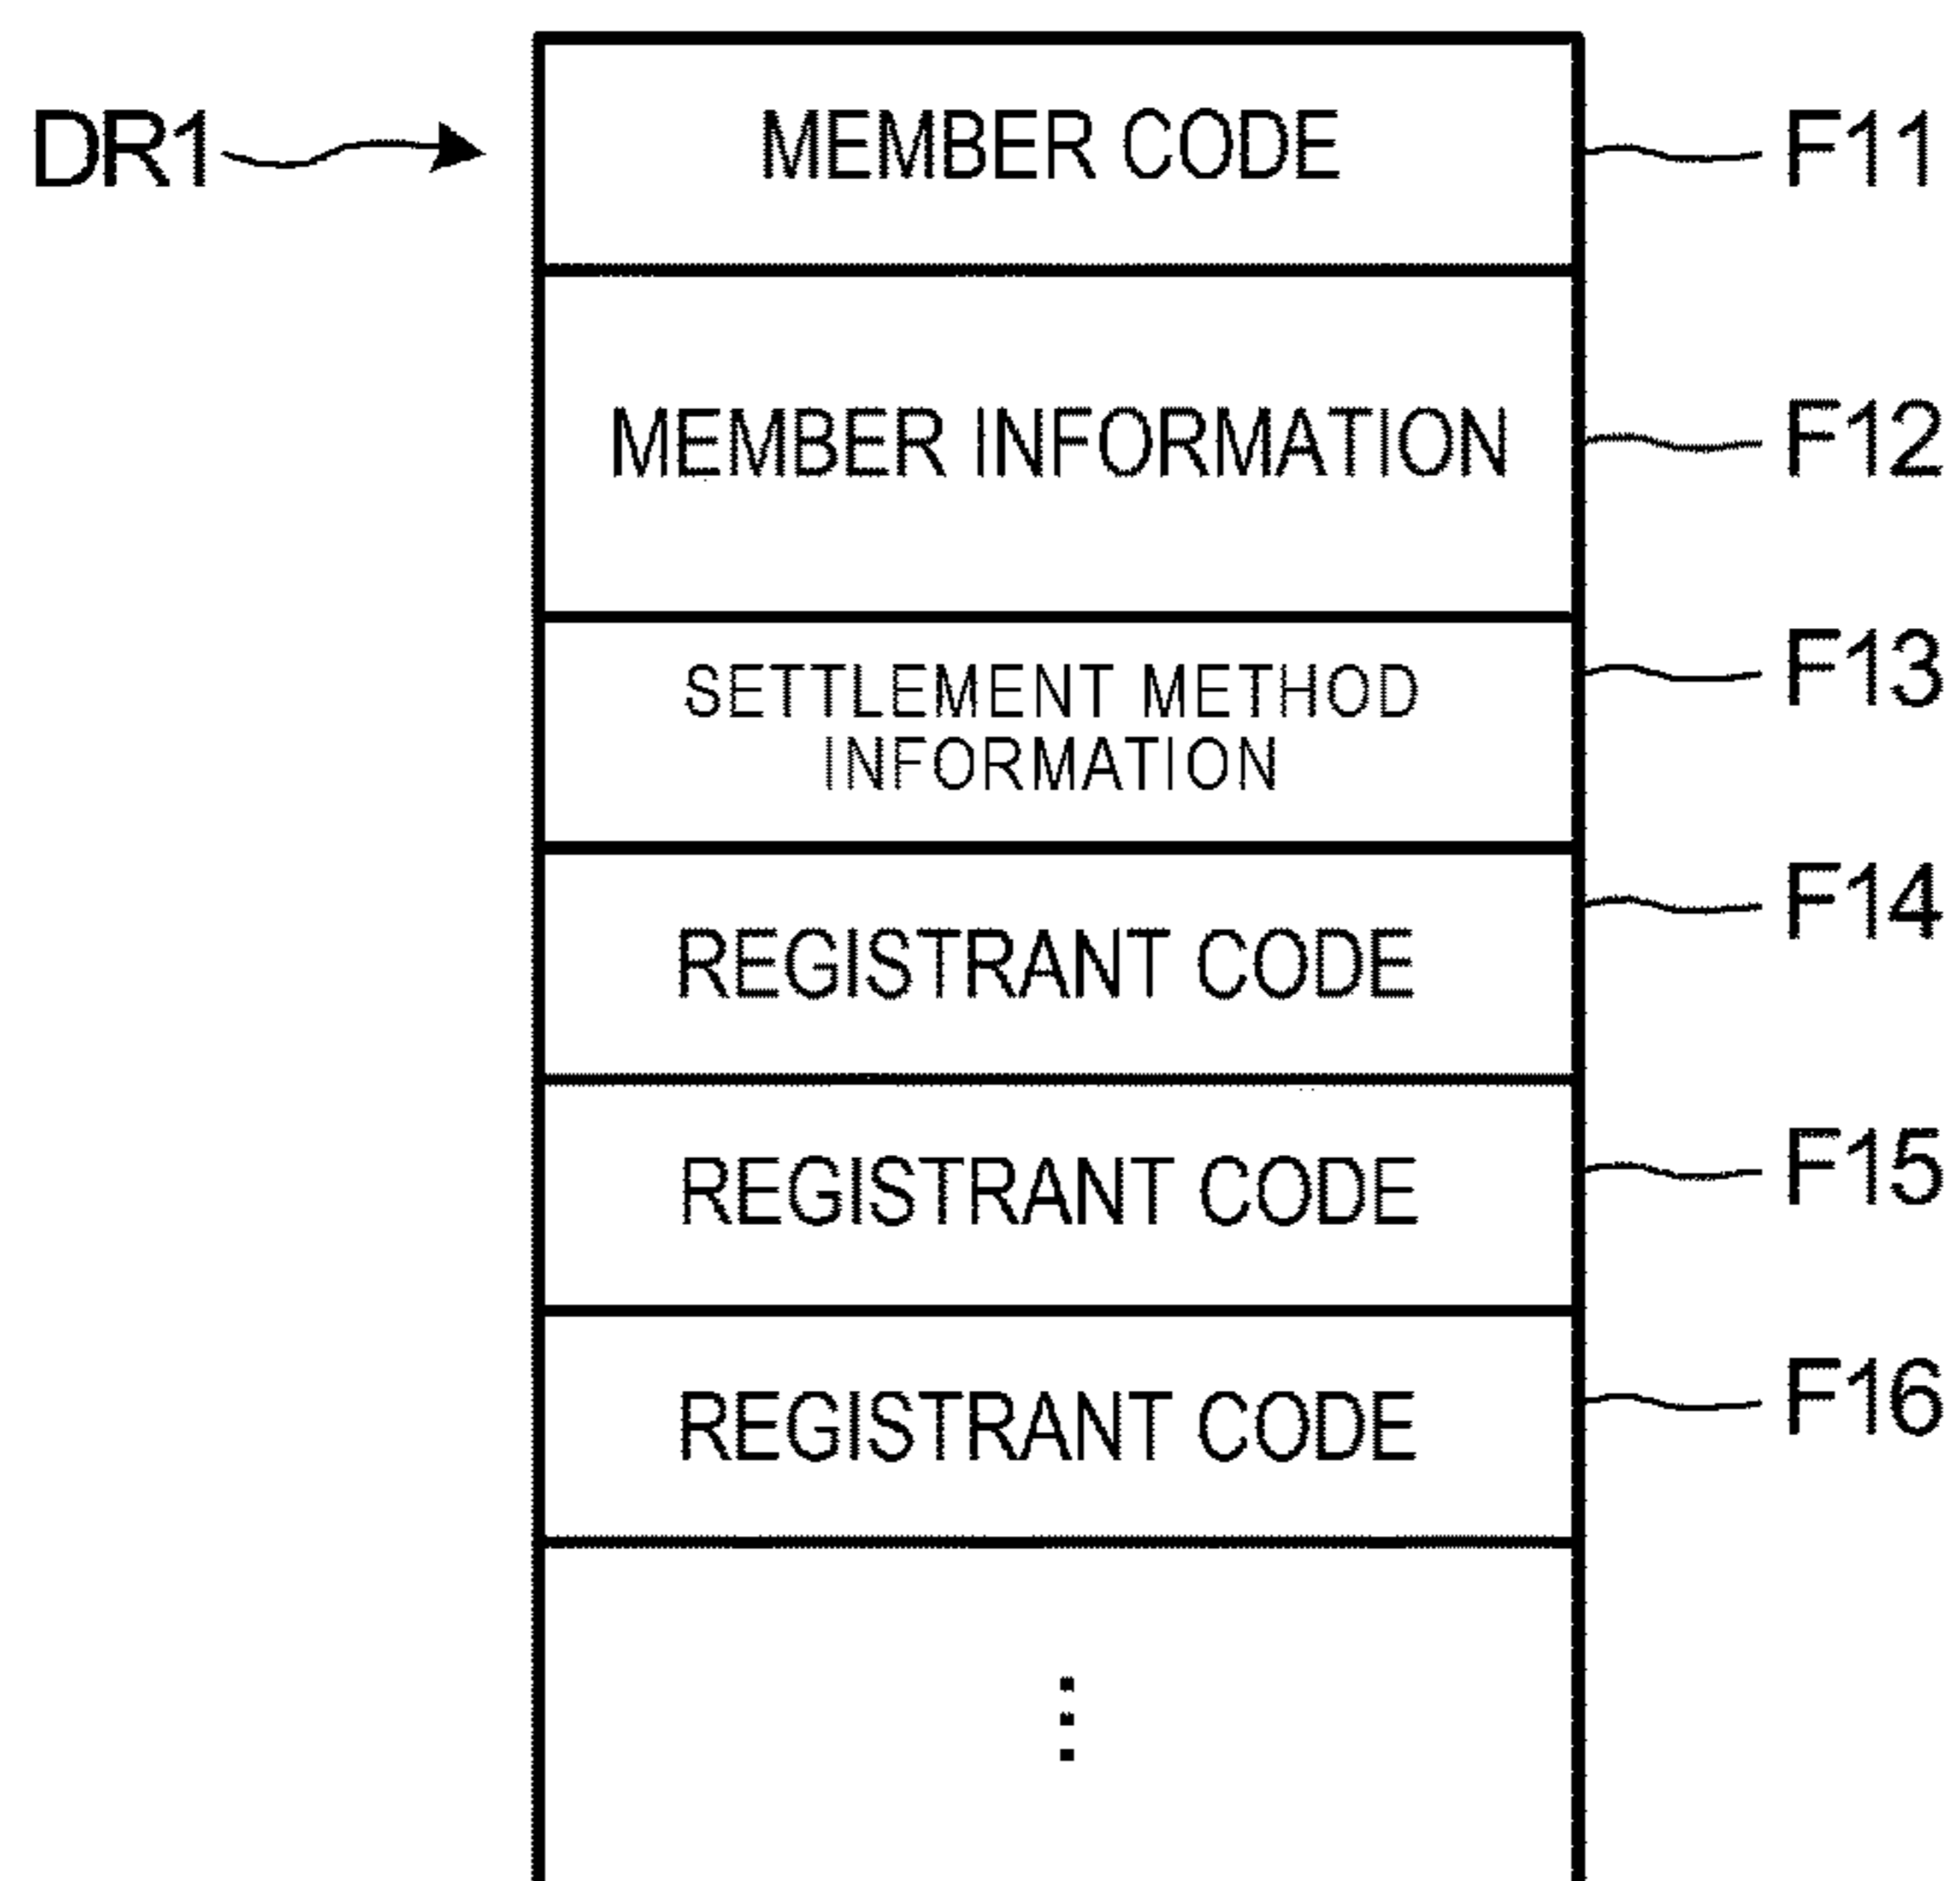 DR1
MEMBER CODE
F11
MEMBER INFORMATION
F12
SETTLEMENT METHOD
INFORMATION
F13
REGISTRANT CODE
F14
REGISTRANT CODE
F15
REGISTRANT CODE
F16